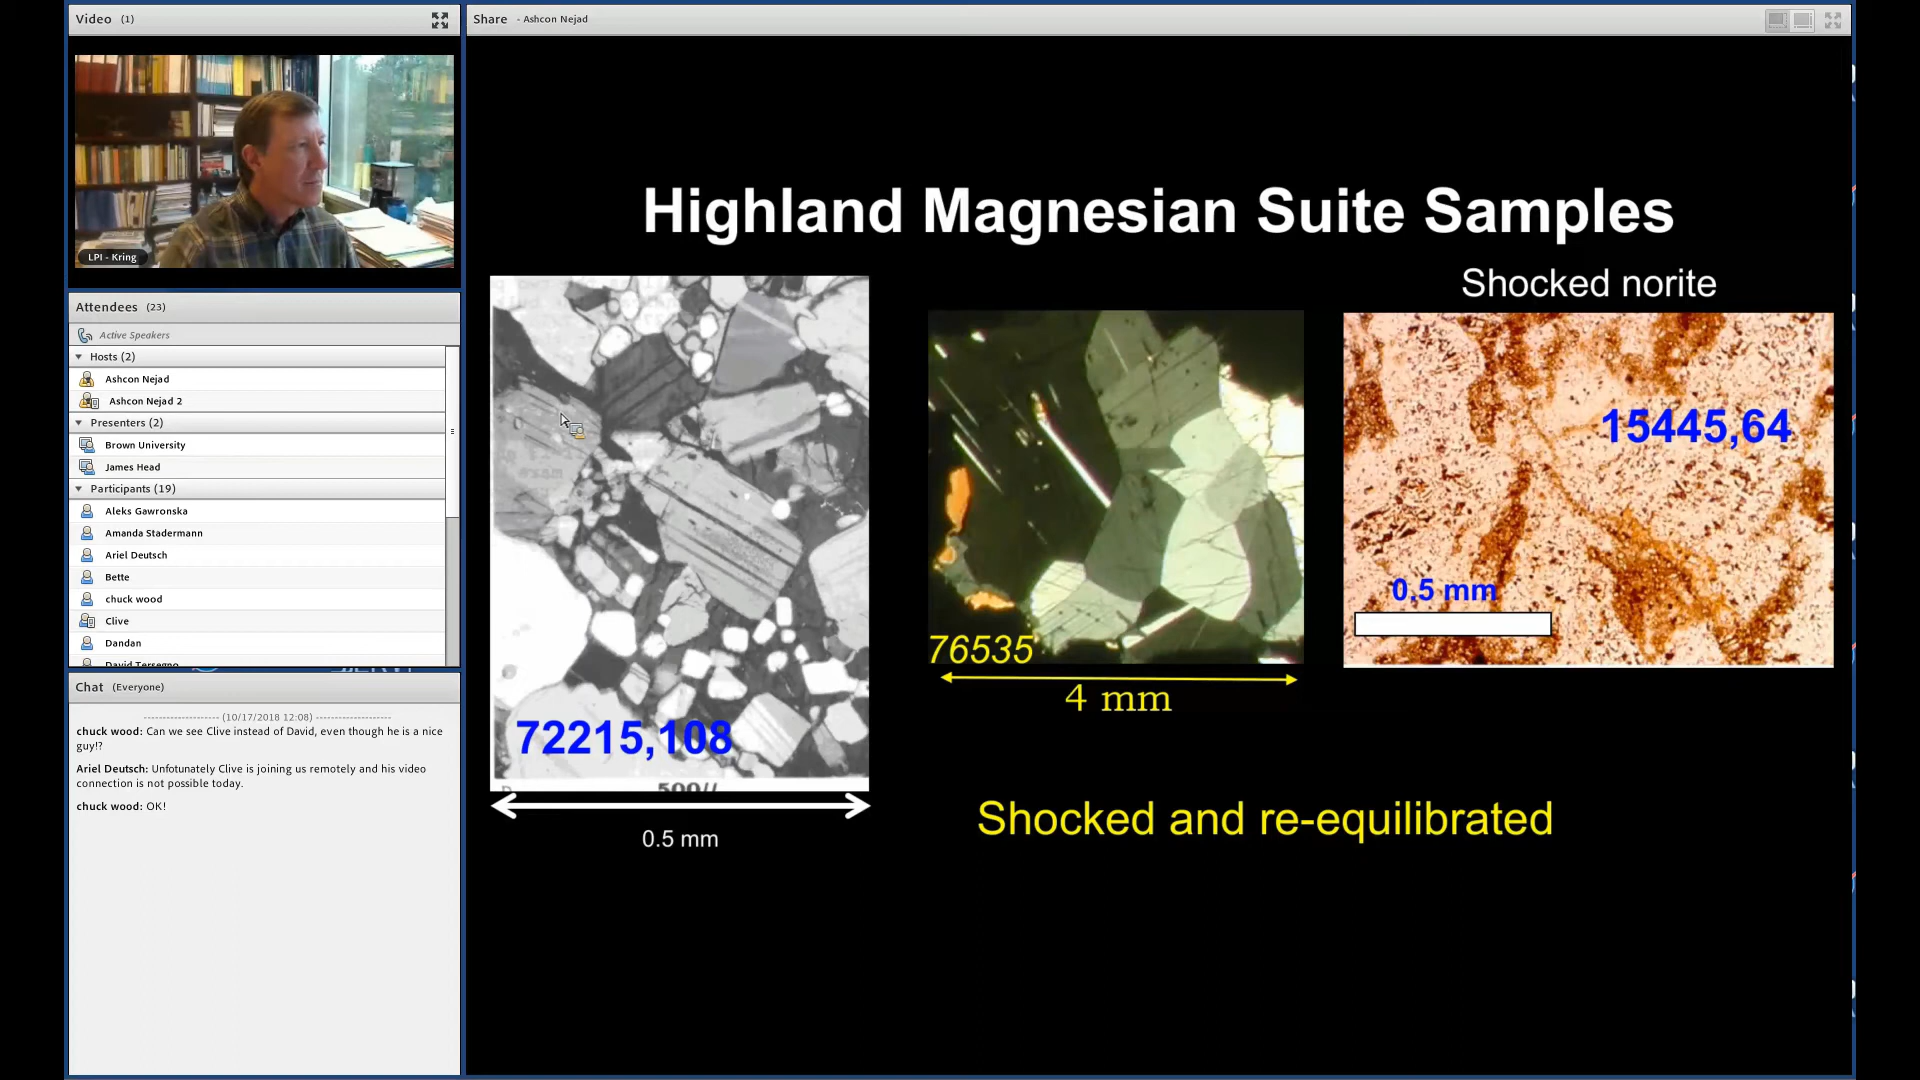 Video (1)
LPI - Kring
Attendees (23)
Active Speakers
Hosts (2)
Ashcon Nejad
Ashcon Nejad 2
Presenters (2)
Brown University
James Head
Participants (19)
Aleks Gawronska
Amanda Stadermann
Ariel Deutsch
Bette
chuck wood
Clive
Dandan
David Tersegno
Chat (Everyone)
-------------------- (10/17/2018 12:08) --------------------
chuck wood: Can we see Clive instead of David, even though he is a nice
guy!?
Ariel Deutsch: Unfotunately Clive is joining us remotely and his video
connection is not possible today.
chuck wood: OK!
Share - Ashcon Nejad
Highland Magnesian Suite Samples
Shocked norite
72215,108
0.5 mm
76535
4 mm
15445,64
0.5 mm
Shocked and re-equilibrated